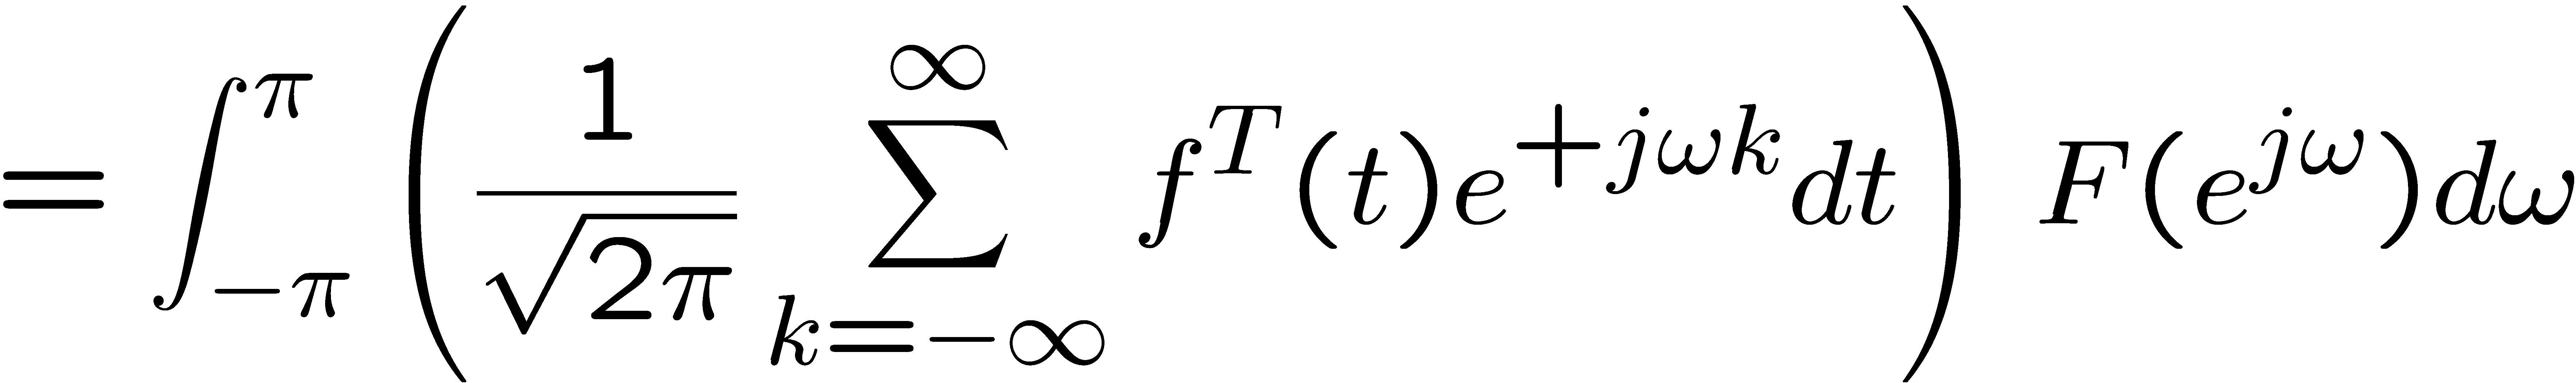 = \int_{-\pi}^{\pi} \left( \frac{1}{\sqrt{2\pi}} \sum_{k=-\infty}^{\infty} f^T(t) e^{+j\omega k} dt \right) F(e^{j\omega}) d\omega